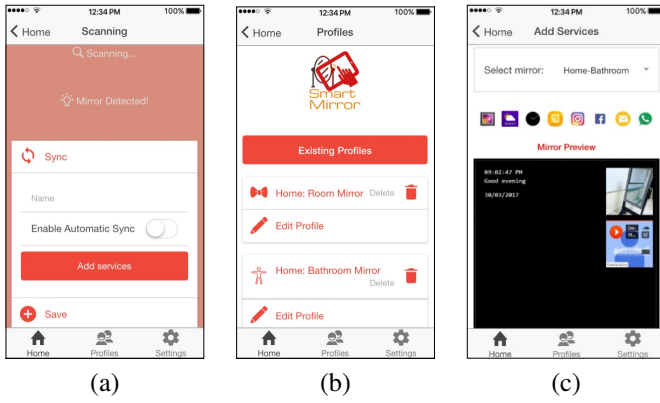 12:34 PM 100%
Home Scanning
Scanning...
Mirror Detected!
Sync
Name
Enable Automatic Sync
Add services
Save
Home Profiles Settings
(a)
12:34 PM 100%
Home Profiles
Smart
Mirror
Existing Profiles
Home: Room Mirror Delete
Edit Profile
Home: Bathroom Mirror
Delete
Edit Profile
Home Profiles Settings
(b)
12:34 PM 100%
Home Add Services
Select mirror: Home-Bathroom
Mirror Preview
09:02:47 PM
Good evening
30/03/2017
Home Profiles Settings
(c)